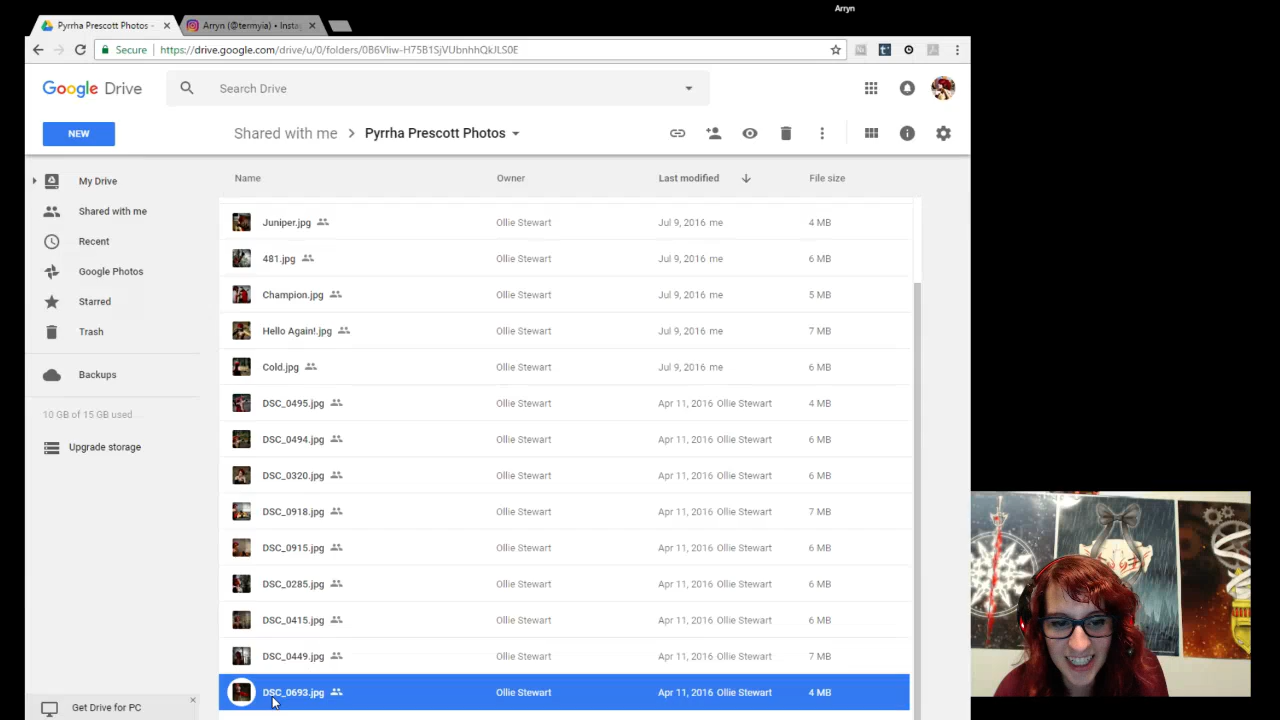 Arryn
Pyrrha Prescott Photos -
Arryn (@termyia) • Insta
Secure
https://drive.google.com/drive/u/0/folders/0B6Vliw-H75B1SjVUbnhhQkJLS0E
Google Drive
Search Drive
NEW
Shared with me > Pyrrha Prescott Photos
Name Owner Last modified File size
My Drive
Shared with me
Recent
Google Photos
Starred
Trash
Backups
10 GB of 15 GB used
Upgrade storage
Get Drive for PC
Juniper.jpg Ollie Stewart Jul 9, 2016 me 4 MB
481.jpg Ollie Stewart Jul 9, 2016 me 6 MB
Champion.jpg Ollie Stewart Jul 9, 2016 me 5 MB
Hello Again!.jpg Ollie Stewart Jul 9, 2016 me 7 MB
Cold.jpg Ollie Stewart Jul 9, 2016 me 6 MB
DSC_0495.jpg Ollie Stewart Apr 11, 2016 Ollie Stewart 4 MB
DSC_0494.jpg Ollie Stewart Apr 11, 2016 Ollie Stewart 6 MB
DSC_0320.jpg Ollie Stewart Apr 11, 2016 Ollie Stewart 6 MB
DSC_0918.jpg Ollie Stewart Apr 11, 2016 Ollie Stewart 7 MB
DSC_0915.jpg Ollie Stewart Apr 11, 2016 Ollie Stewart 6 MB
DSC_0285.jpg Ollie Stewart Apr 11, 2016 Ollie Stewart 6 MB
DSC_0415.jpg Ollie Stewart Apr 11, 2016 Ollie Stewart 6 MB
DSC_0449.jpg Ollie Stewart Apr 11, 2016 Ollie Stewart 7 MB
DSC_0693.jpg Ollie Stewart Apr 11, 2016 Ollie Stewart 4 MB